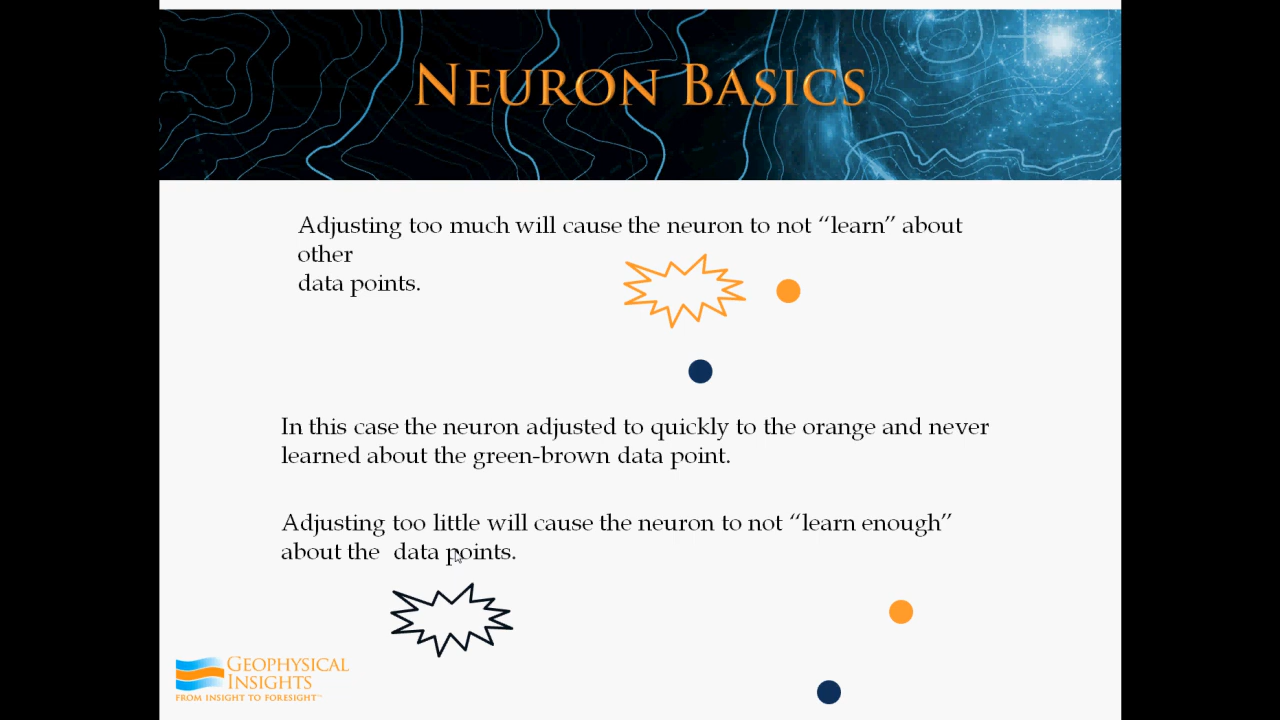 NEURON BASICS
Adjusting too much will cause the neuron to not “learn” about
other
data points.
In this case the neuron adjusted to quickly to the orange and never
learned about the green-brown data point.
Adjusting too little will cause the neuron to not “learn enough”
about the data points.
GEOPHYSICAL
INSIGHTS
FROM INSIGHT TO FORESIGHT™